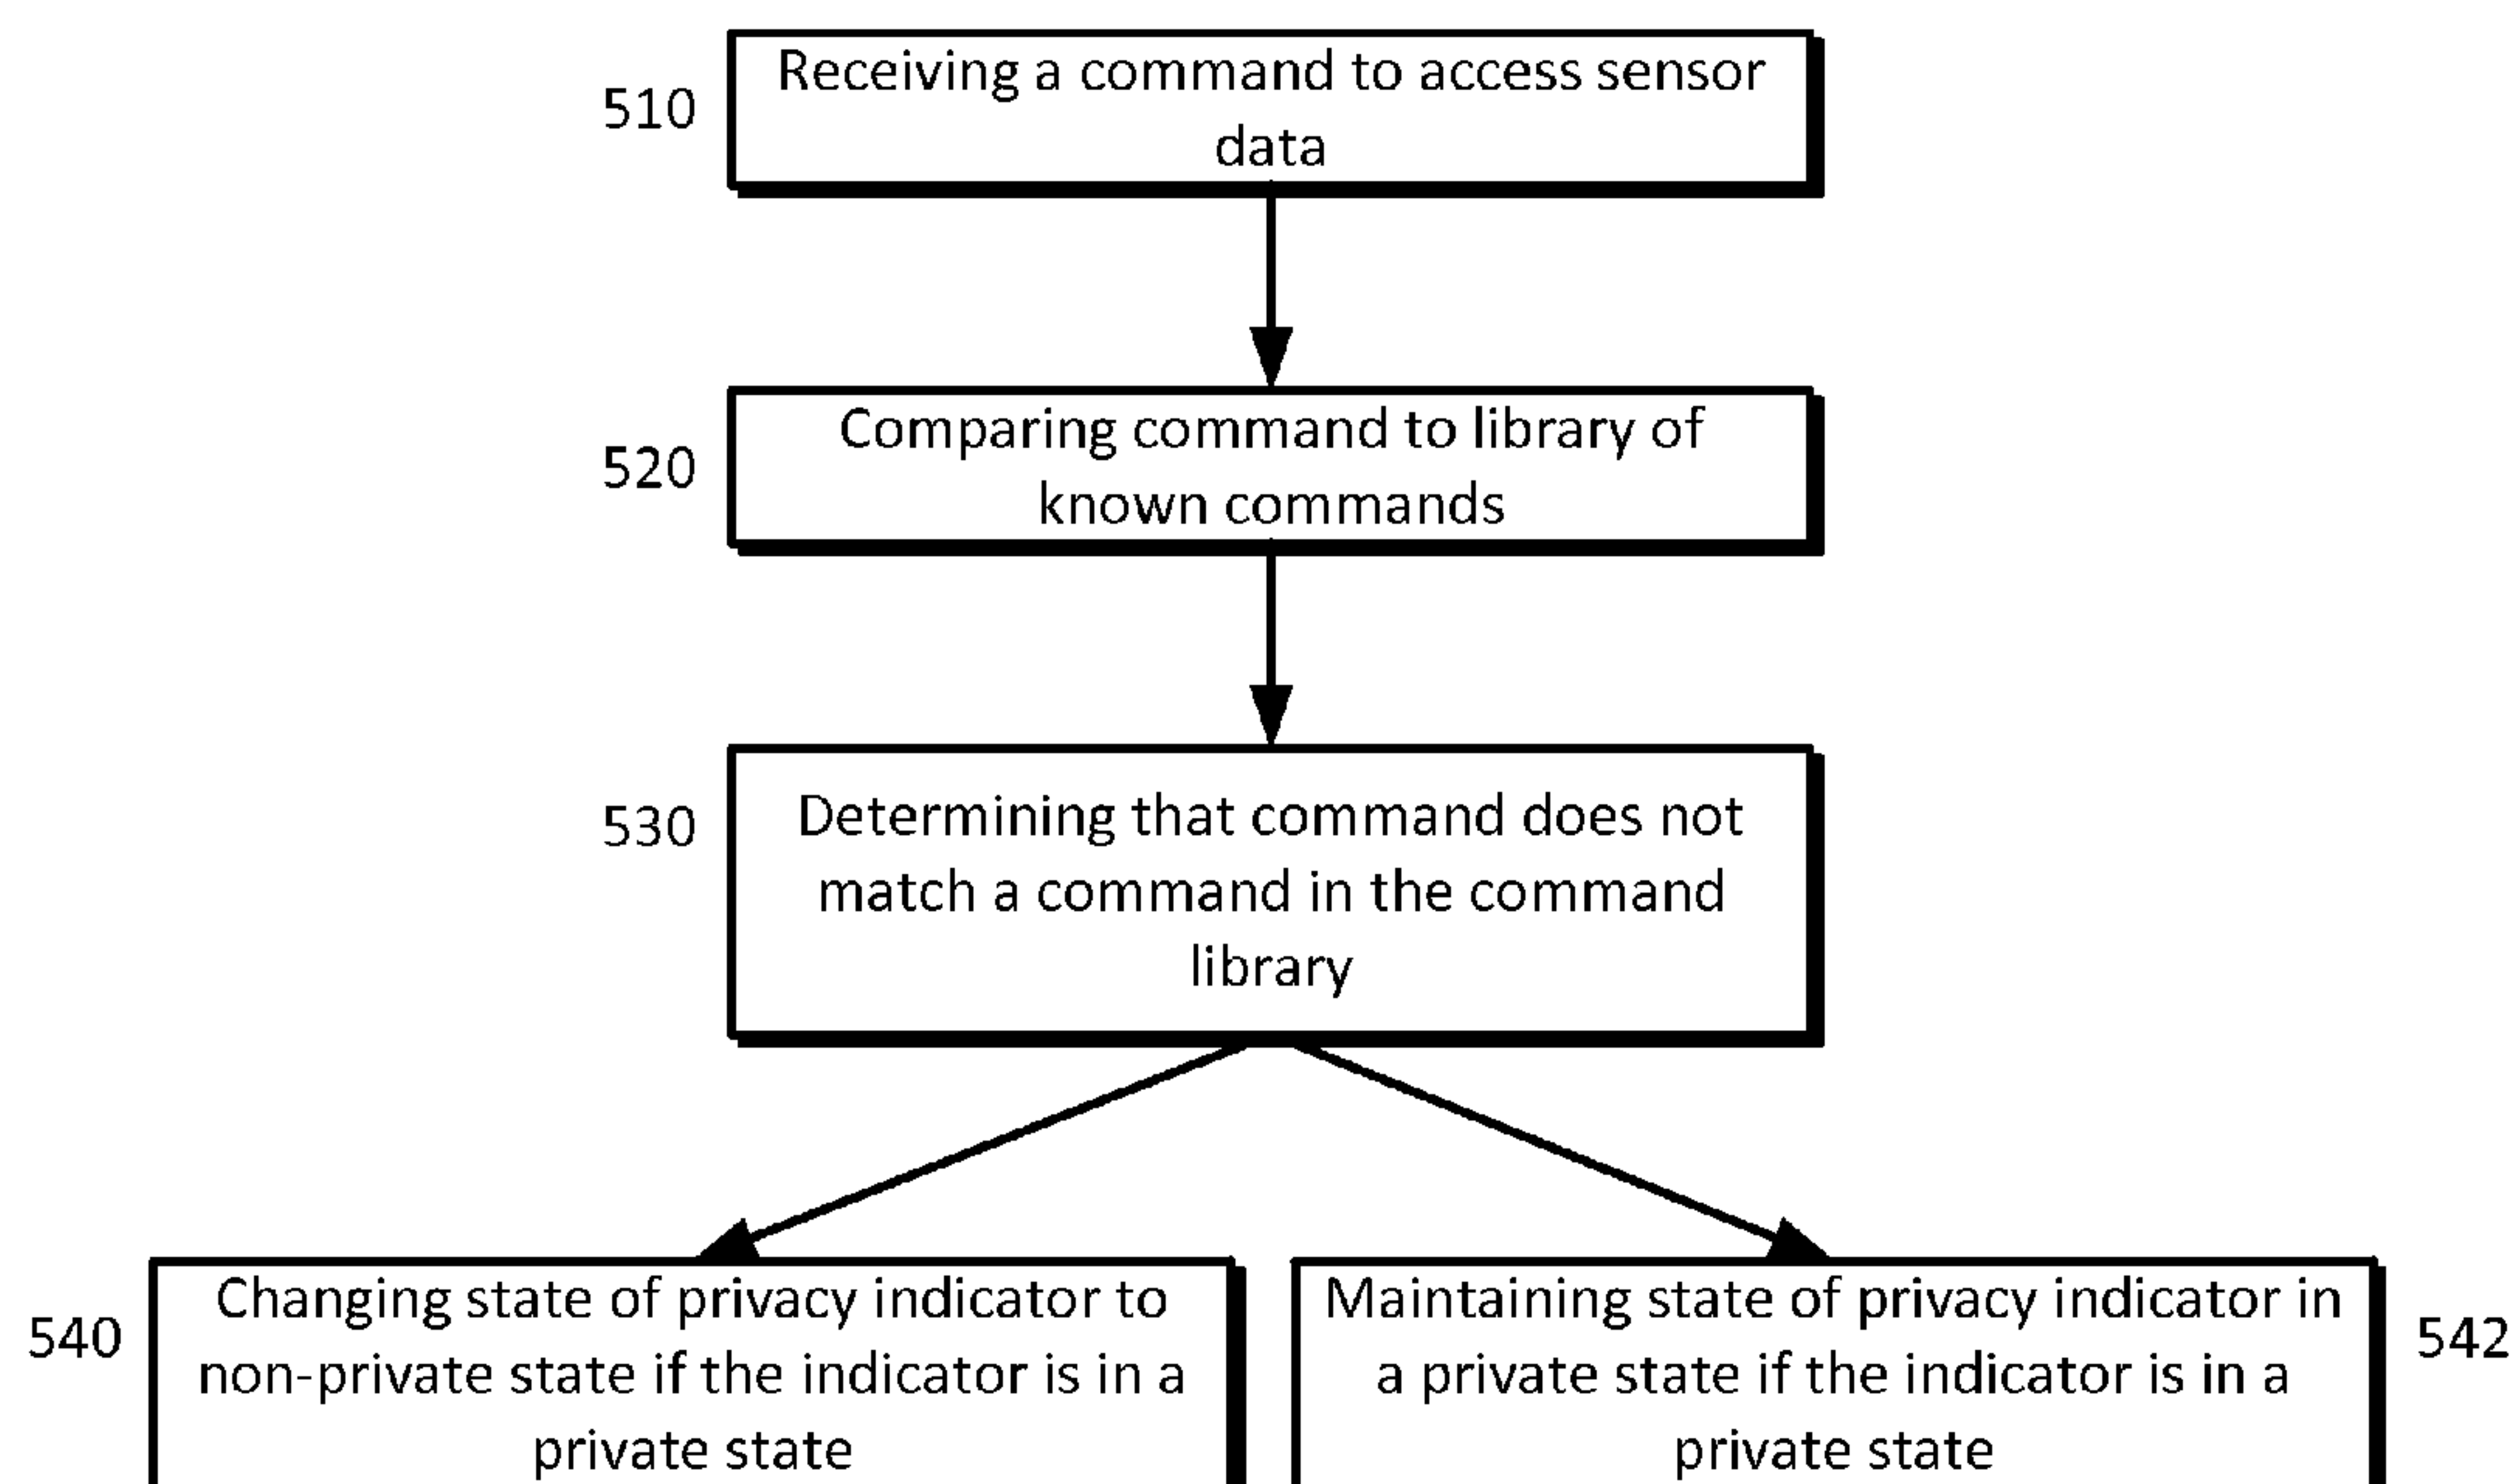 510
Receiving a command to access sensor
data
520
Comparing command to library of
known commands
530
Determining that command does not
match a command in the command
library
540
Changing state of privacy indicator to
non-private state if the indicator is in a
private state
Maintaining state of privacy indicator in
a private state if the indicator is in a
private state
542